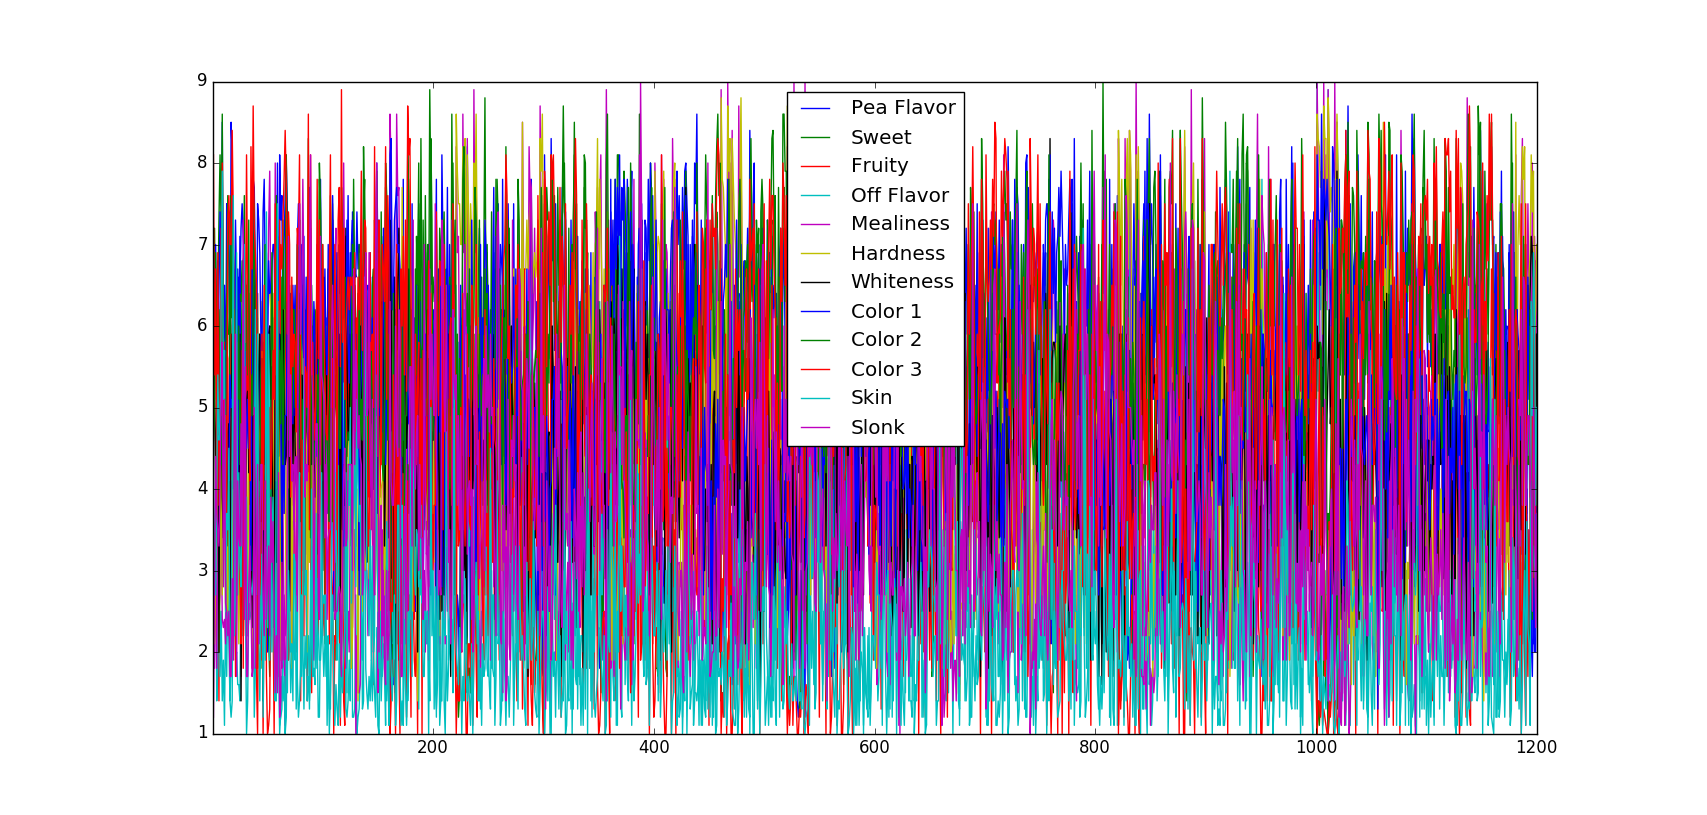 9
8
7
6
5
4
3
2
1
200
400
600
800
1000
1200
Pea Flavor
Sweet
Fruity
Off Flavor
Mealiness
Hardness
Whiteness
Color 1
Color 2
Color 3
Skin
Slonk